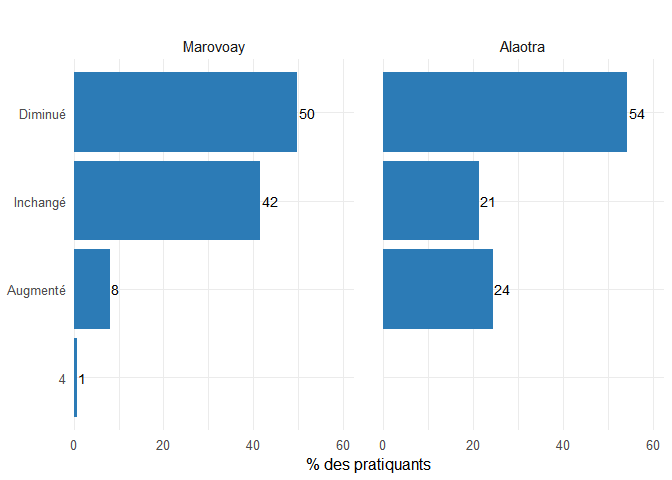 Marovoay Alaotra
Diminué 50 54
Inchangé 42 21
Augmenté 8 24
4 1
0 20 40 60 0 20 40 60
% des pratiquants